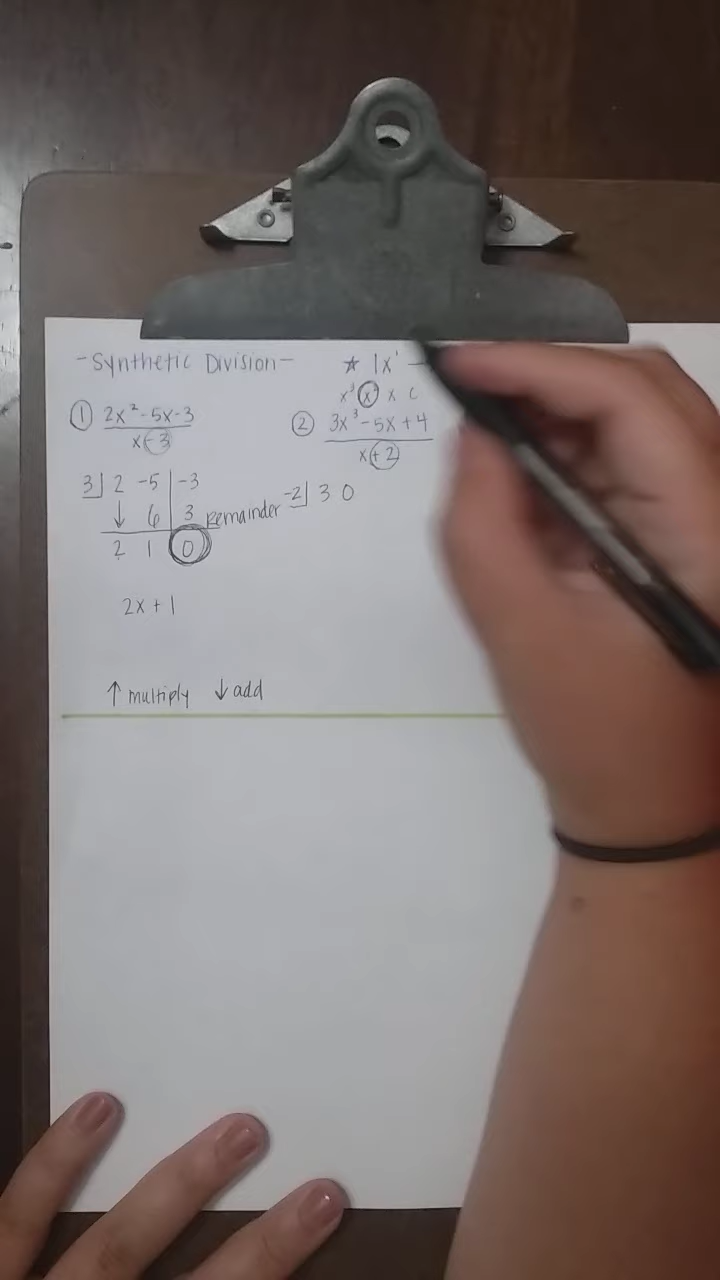 -Synthetic Division-
★ 1x¹ -
x³ x² x c
① 2x²-5x-3
x-3
② 3x³-5x+4
x+2
3 2 -5 -3
↓ 6 3 remainder
2 1 0
-2 3 0
2x+1
↑ multiply ↓ add